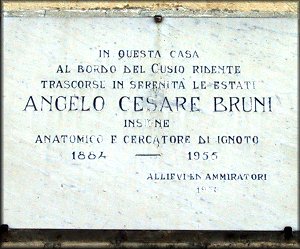 IN QUESTA CASA
AL BORDO DEL CUSIO RIDENTE
TRASCORSE IN SERENITÀ LE ESTATI
ANGELO CESARE BRUNI
ANATOMICO E CERCATORE DI IGNOTO
1884 — 1955
ALLIEVI ED AMMIRATORI